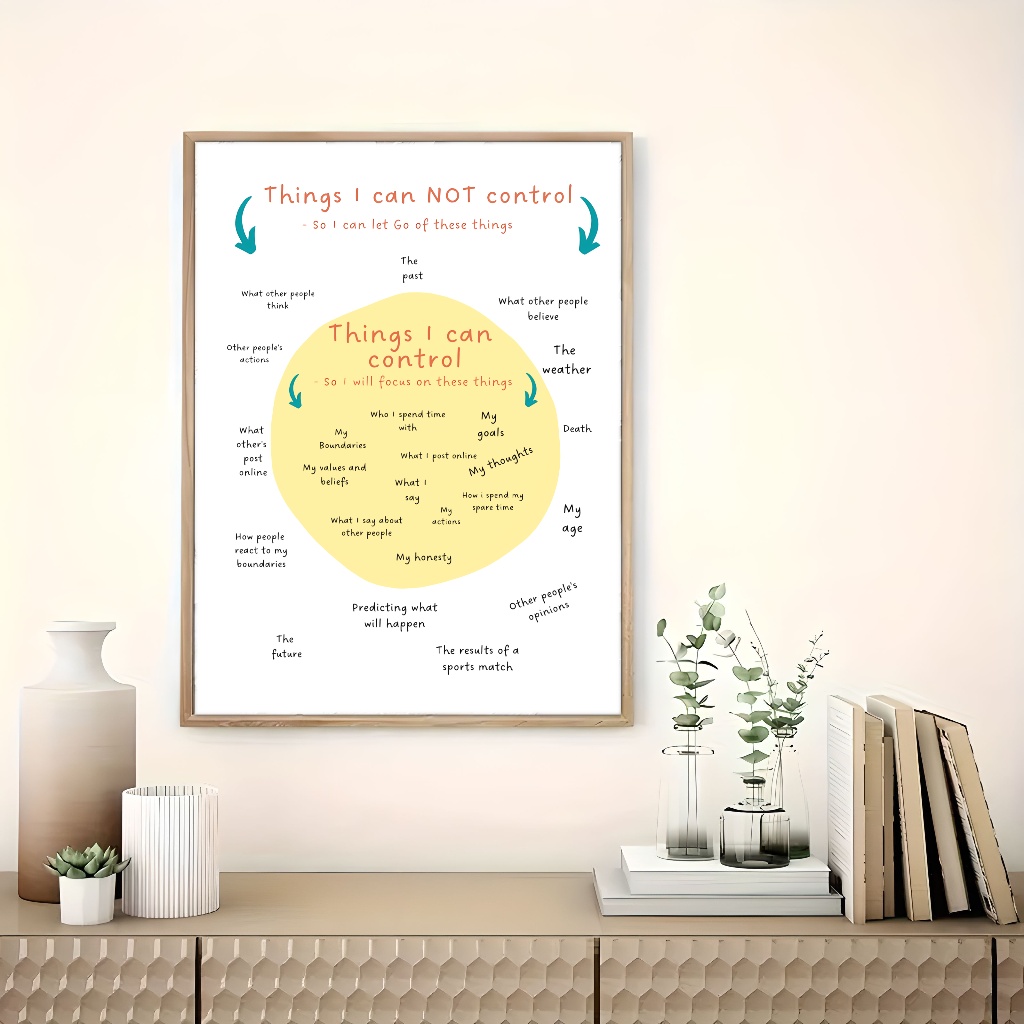 Things I can NOT control
- So I can let Go of these things
The
past
What other people
think
What other people
believe
Other people's
actions
The
weather
Things I can
control
- So I will focus on these things
Who I spend time
with
My
goals
Death
My
Boundaries
What
other's
post
online
What I post online
My thoughts
My values and
beliefs
What I
say
How i spend my
spare time
My
actions
My
age
What I say about
other people
How people
react to my
boundaries
My honesty
Other people's
opinions
Predicting what
will happen
The
future
The results of a
sports match